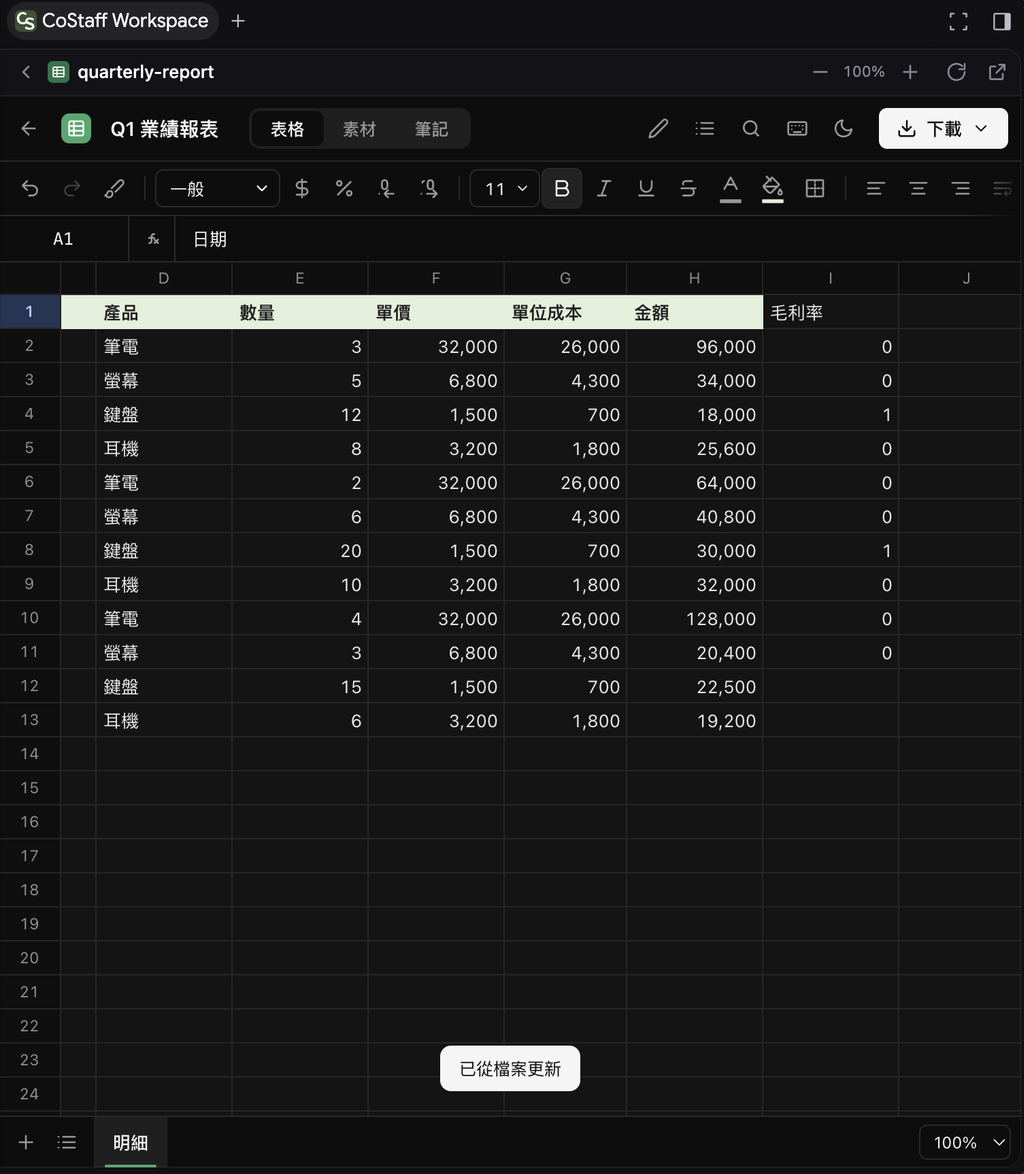 CoStaff Workspace
quarterly-report
100%
Q1 業績報表
表格
素材
筆記
下載
一般
$
%
.0
.0
11
B
I
U
S
A
A1
fx
日期
D E F G H I J
1 產品 數量 單價 單位成本 金額 毛利率
2 筆電 3 32,000 26,000 96,000 0
3 螢幕 5 6,800 4,300 34,000 0
4 鍵盤 12 1,500 700 18,000 1
5 耳機 8 3,200 1,800 25,600 0
6 筆電 2 32,000 26,000 64,000 0
7 螢幕 6 6,800 4,300 40,800 0
8 鍵盤 20 1,500 700 30,000 1
9 耳機 10 3,200 1,800 32,000 0
10 筆電 4 32,000 26,000 128,000 0
11 螢幕 3 6,800 4,300 20,400 0
12 鍵盤 15 1,500 700 22,500
13 耳機 6 3,200 1,800 19,200
14
15
16
17
18
19
20
21
22
23
已從檔案更新
24
明細
100%